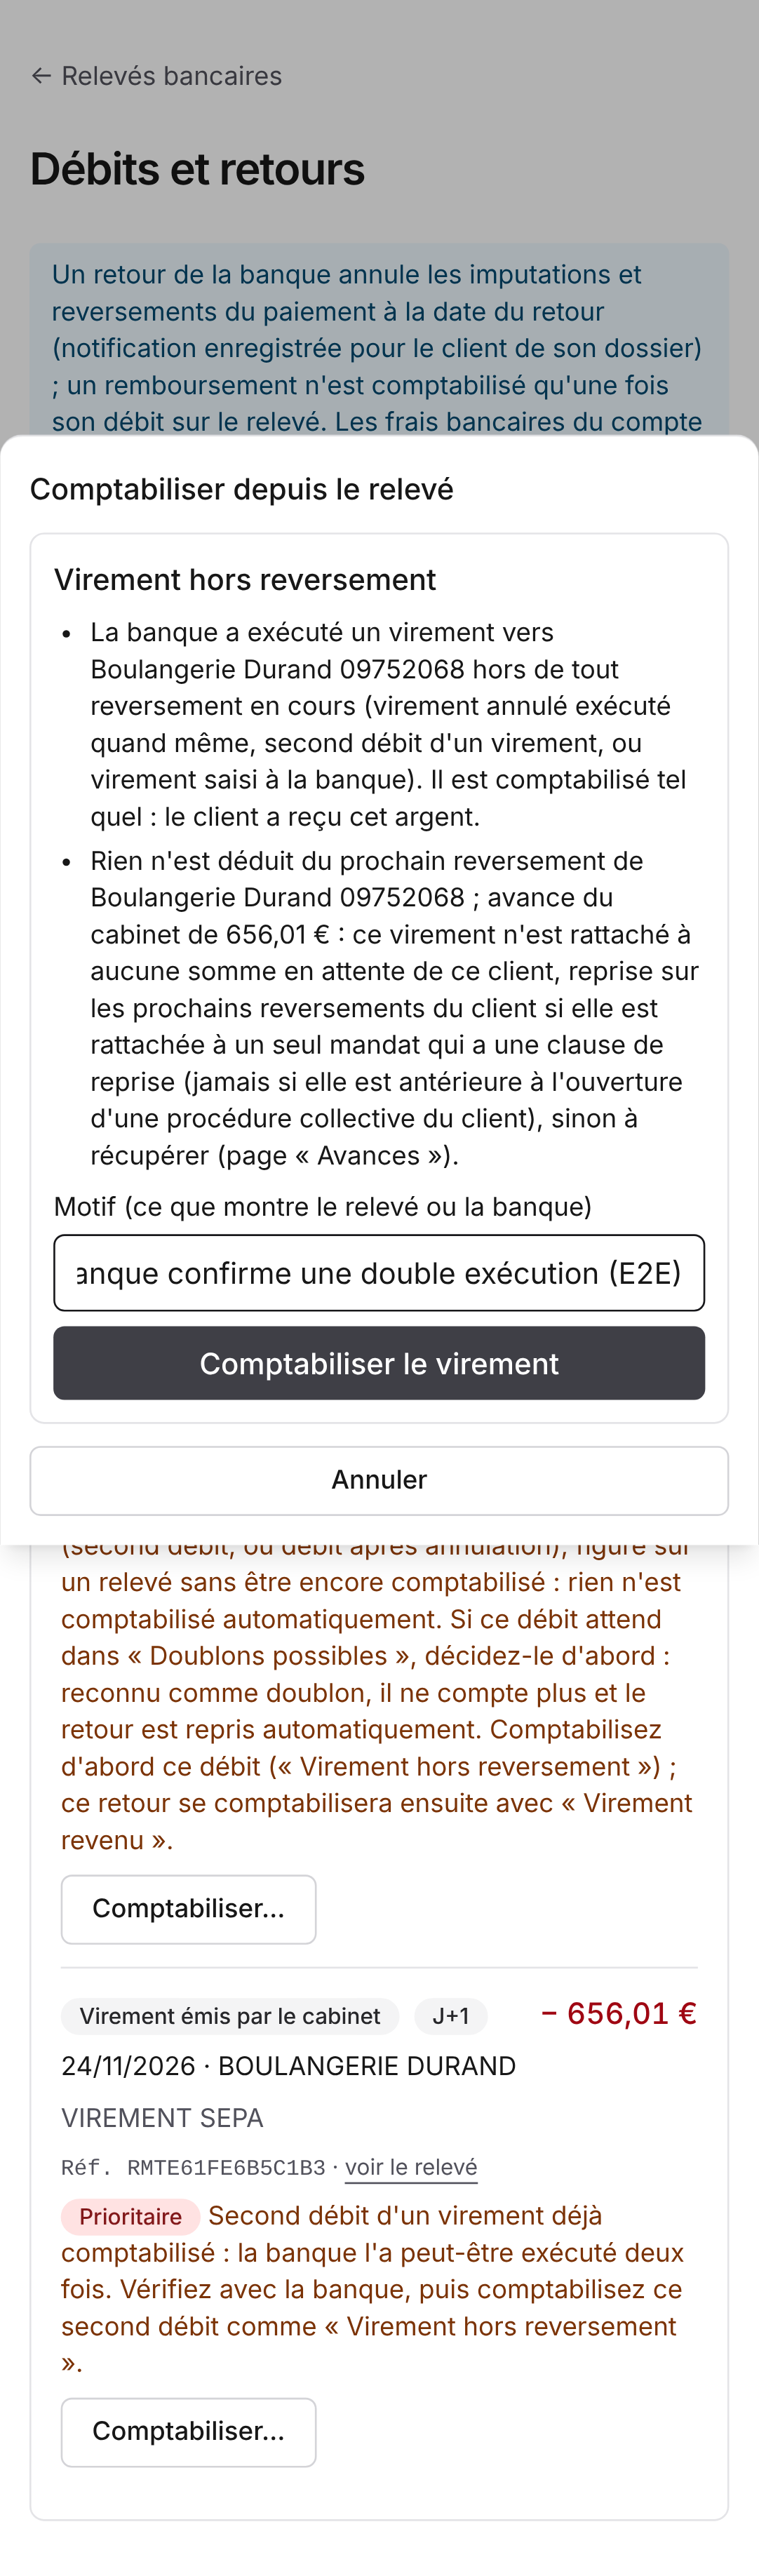 ← Relevés bancaires
Débits et retours
Un retour de la banque annule les imputations et
reversements du paiement à la date du retour
(notification enregistrée pour le client de son dossier)
; un remboursement n'est comptabilisé qu'une fois
son débit sur le relevé. Les frais bancaires du compte
Comptabiliser depuis le relevé
Virement hors reversement
• La banque a exécuté un virement vers
Boulangerie Durand 09752068 hors de tout
reversement en cours (virement annulé exécuté
quand même, second débit d'un virement, ou
virement saisi à la banque). Il est comptabilisé tel
quel : le client a reçu cet argent.
• Rien n'est déduit du prochain reversement de
Boulangerie Durand 09752068 ; avance du
cabinet de 656,01 € : ce virement n'est rattaché à
aucune somme en attente de ce client, reprise sur
les prochains reversements du client si elle est
rattachée à un seul mandat qui a une clause de
reprise (jamais si elle est antérieure à l'ouverture
d'une procédure collective du client), sinon à
récupérer (page « Avances »).
Motif (ce que montre le relevé ou la banque)
anque confirme une double exécution (E2E)
Comptabiliser le virement
Annuler
(second débit, ou débit après annulation), figure sur
un relevé sans être encore comptabilisé : rien n'est
comptabilisé automatiquement. Si ce débit attend
dans « Doublons possibles », décidez-le d'abord :
reconnu comme doublon, il ne compte plus et le
retour est repris automatiquement. Comptabilisez
d'abord ce débit (« Virement hors reversement ») ;
ce retour se comptabilisera ensuite avec « Virement
revenu ».
Comptabiliser...
Virement émis par le cabinet J+1 − 656,01 €
24/11/2026 · BOULANGERIE DURAND
VIREMENT SEPA
Réf. RMTE61FE6B5C1B3 · voir le relevé
Prioritaire Second débit d'un virement déjà
comptabilisé : la banque l'a peut-être exécuté deux
fois. Vérifiez avec la banque, puis comptabilisez ce
second débit comme « Virement hors reversement
».
Comptabiliser...